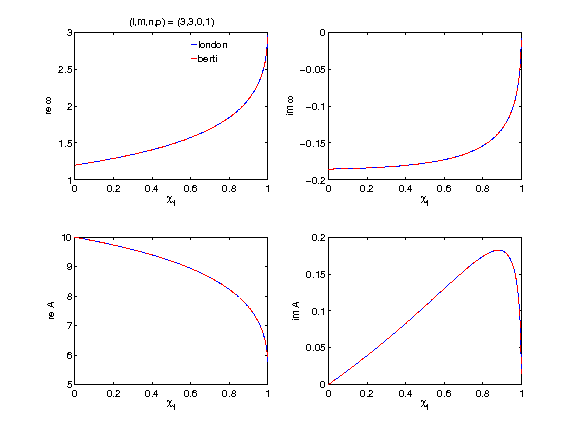 (l,m,n,p) = (3,3,0,1)
re ω
3
2.5
2
1.5
1
london
berti
0 0.2 0.4 0.6 0.8 1
χf
im ω
0
−0.05
−0.1
−0.15
−0.2
0 0.2 0.4 0.6 0.8 1
χf
re A
10
9
8
7
6
5
0 0.2 0.4 0.6 0.8 1
χf
im A
0.2
0.15
0.1
0.05
0
0 0.2 0.4 0.6 0.8 1
χf